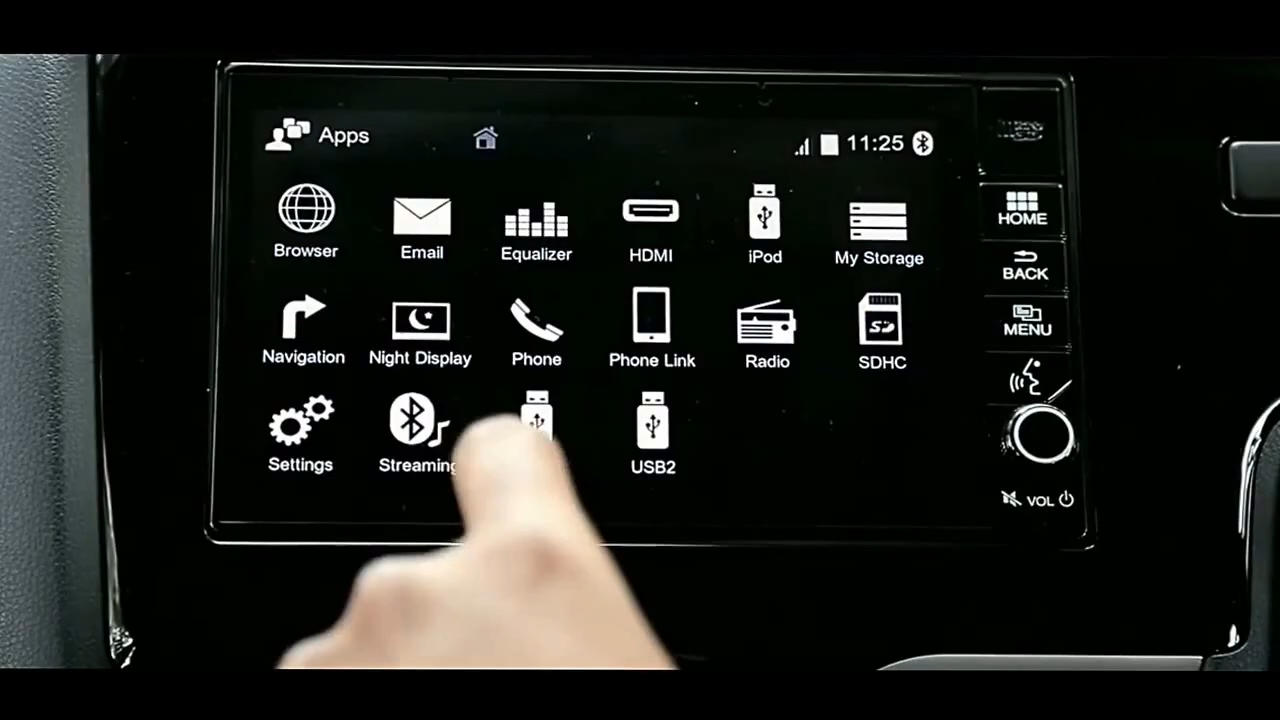 Apps
11:25
Browser
Email
Equalizer
HDMI
iPod
My Storage
Navigation
Night Display
Phone
Phone Link
Radio
SDHC
SD
Settings
Streaming
USB2
HOME
BACK
MENU
VOL